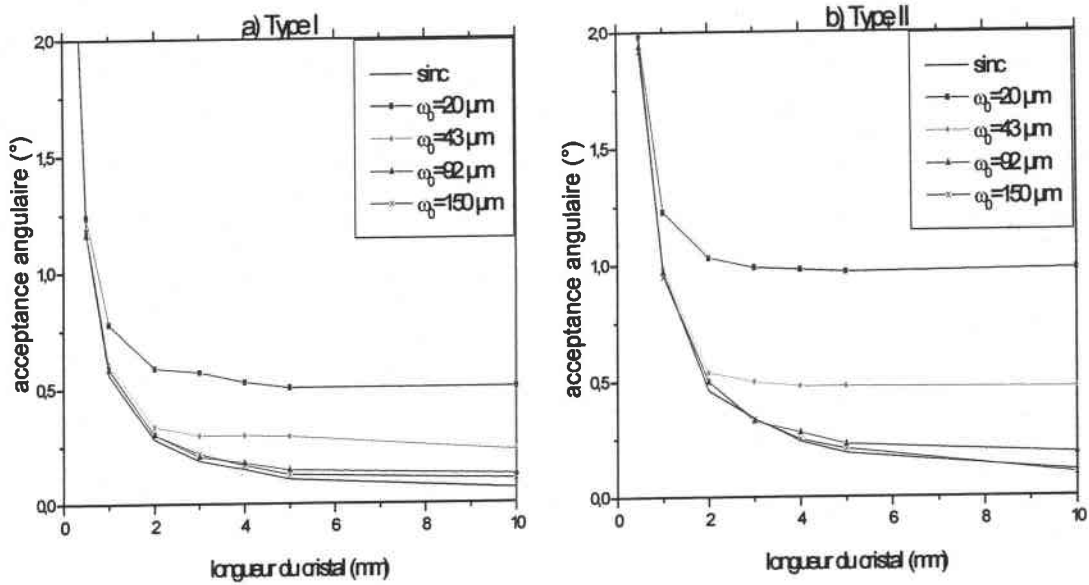 a) Type I
2,0
1,5
1,0
0,5
0,0
acceptance angulaire (°)
sinc
ω₀=20 µm
ω₀=43 µm
ω₀=92 µm
ω₀=150 µm
0 2 4 6 8 10
longueur du cristal (mm)
b) Type II
2,0
1,5
1,0
0,5
0,0
acceptance angulaire (°)
sinc
ω₀=20 µm
ω₀=43 µm
ω₀=92 µm
ω₀=150 µm
0 2 4 6 8 10
longueur du cristal (mm)